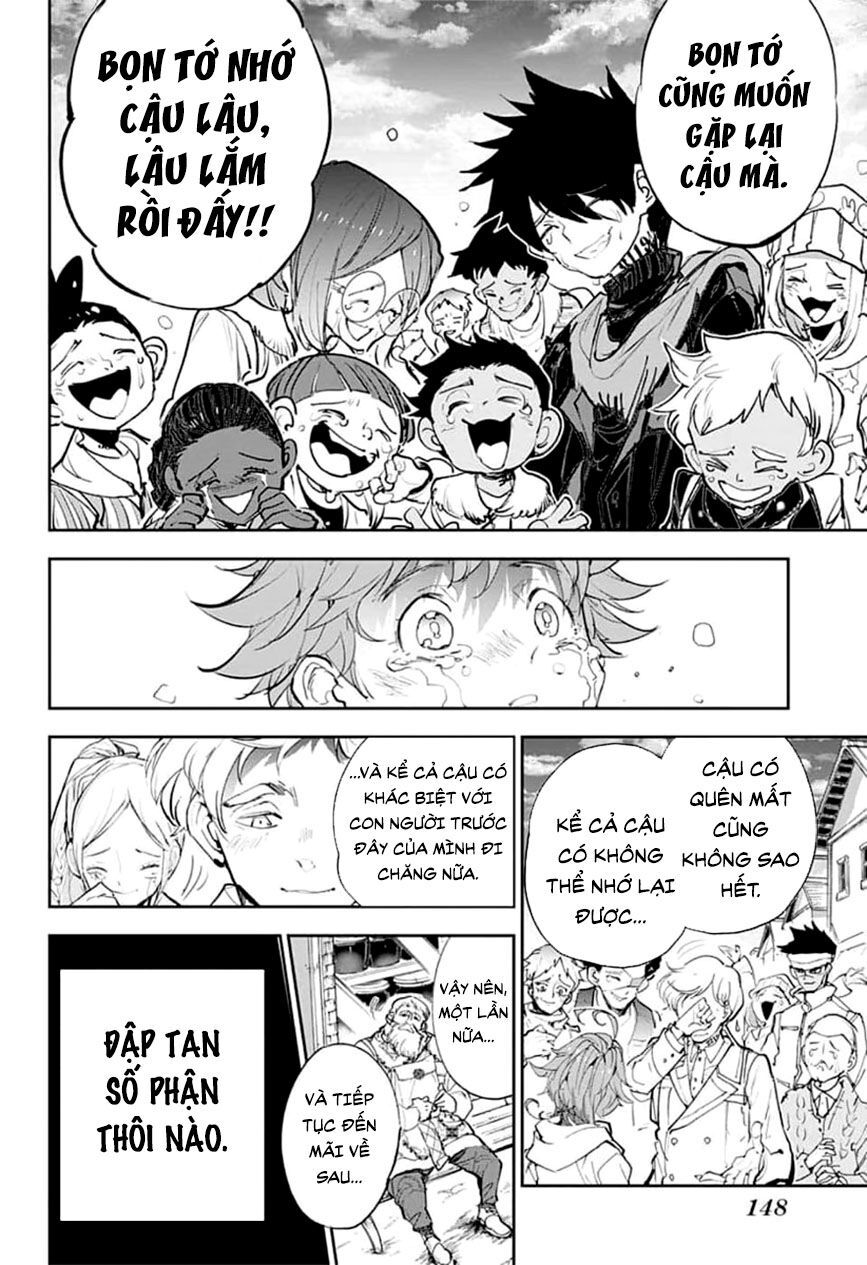 BỌN TỚ
CŨNG MUỐN
GẶP LẠI
CẬU MÀ.
BỌN TỚ NHỚ
CẬU LÂU,
LÂU LẮM
RỒI ĐẤY!!
CẬU CÓ
QUÊN MẤT
CŨNG
KHÔNG SAO
HẾT.
KỂ CẢ CẬU
CÓ KHÔNG
THỂ NHỚ LẠI
ĐƯỢC...
...VÀ KỂ CẢ CẬU CÓ
KHÁC BIỆT VỚI
CON NGƯỜI TRƯỚC
ĐÂY CỦA MÌNH ĐI
CHĂNG NỮA.
VẬY NÊN,
MỘT LẦN
NỮA...
VÀ TIẾP
TỤC ĐẾN
MÃI VỀ
SAU...
ĐẬP TAN
SỐ PHẬN
THÔI NÀO.
148